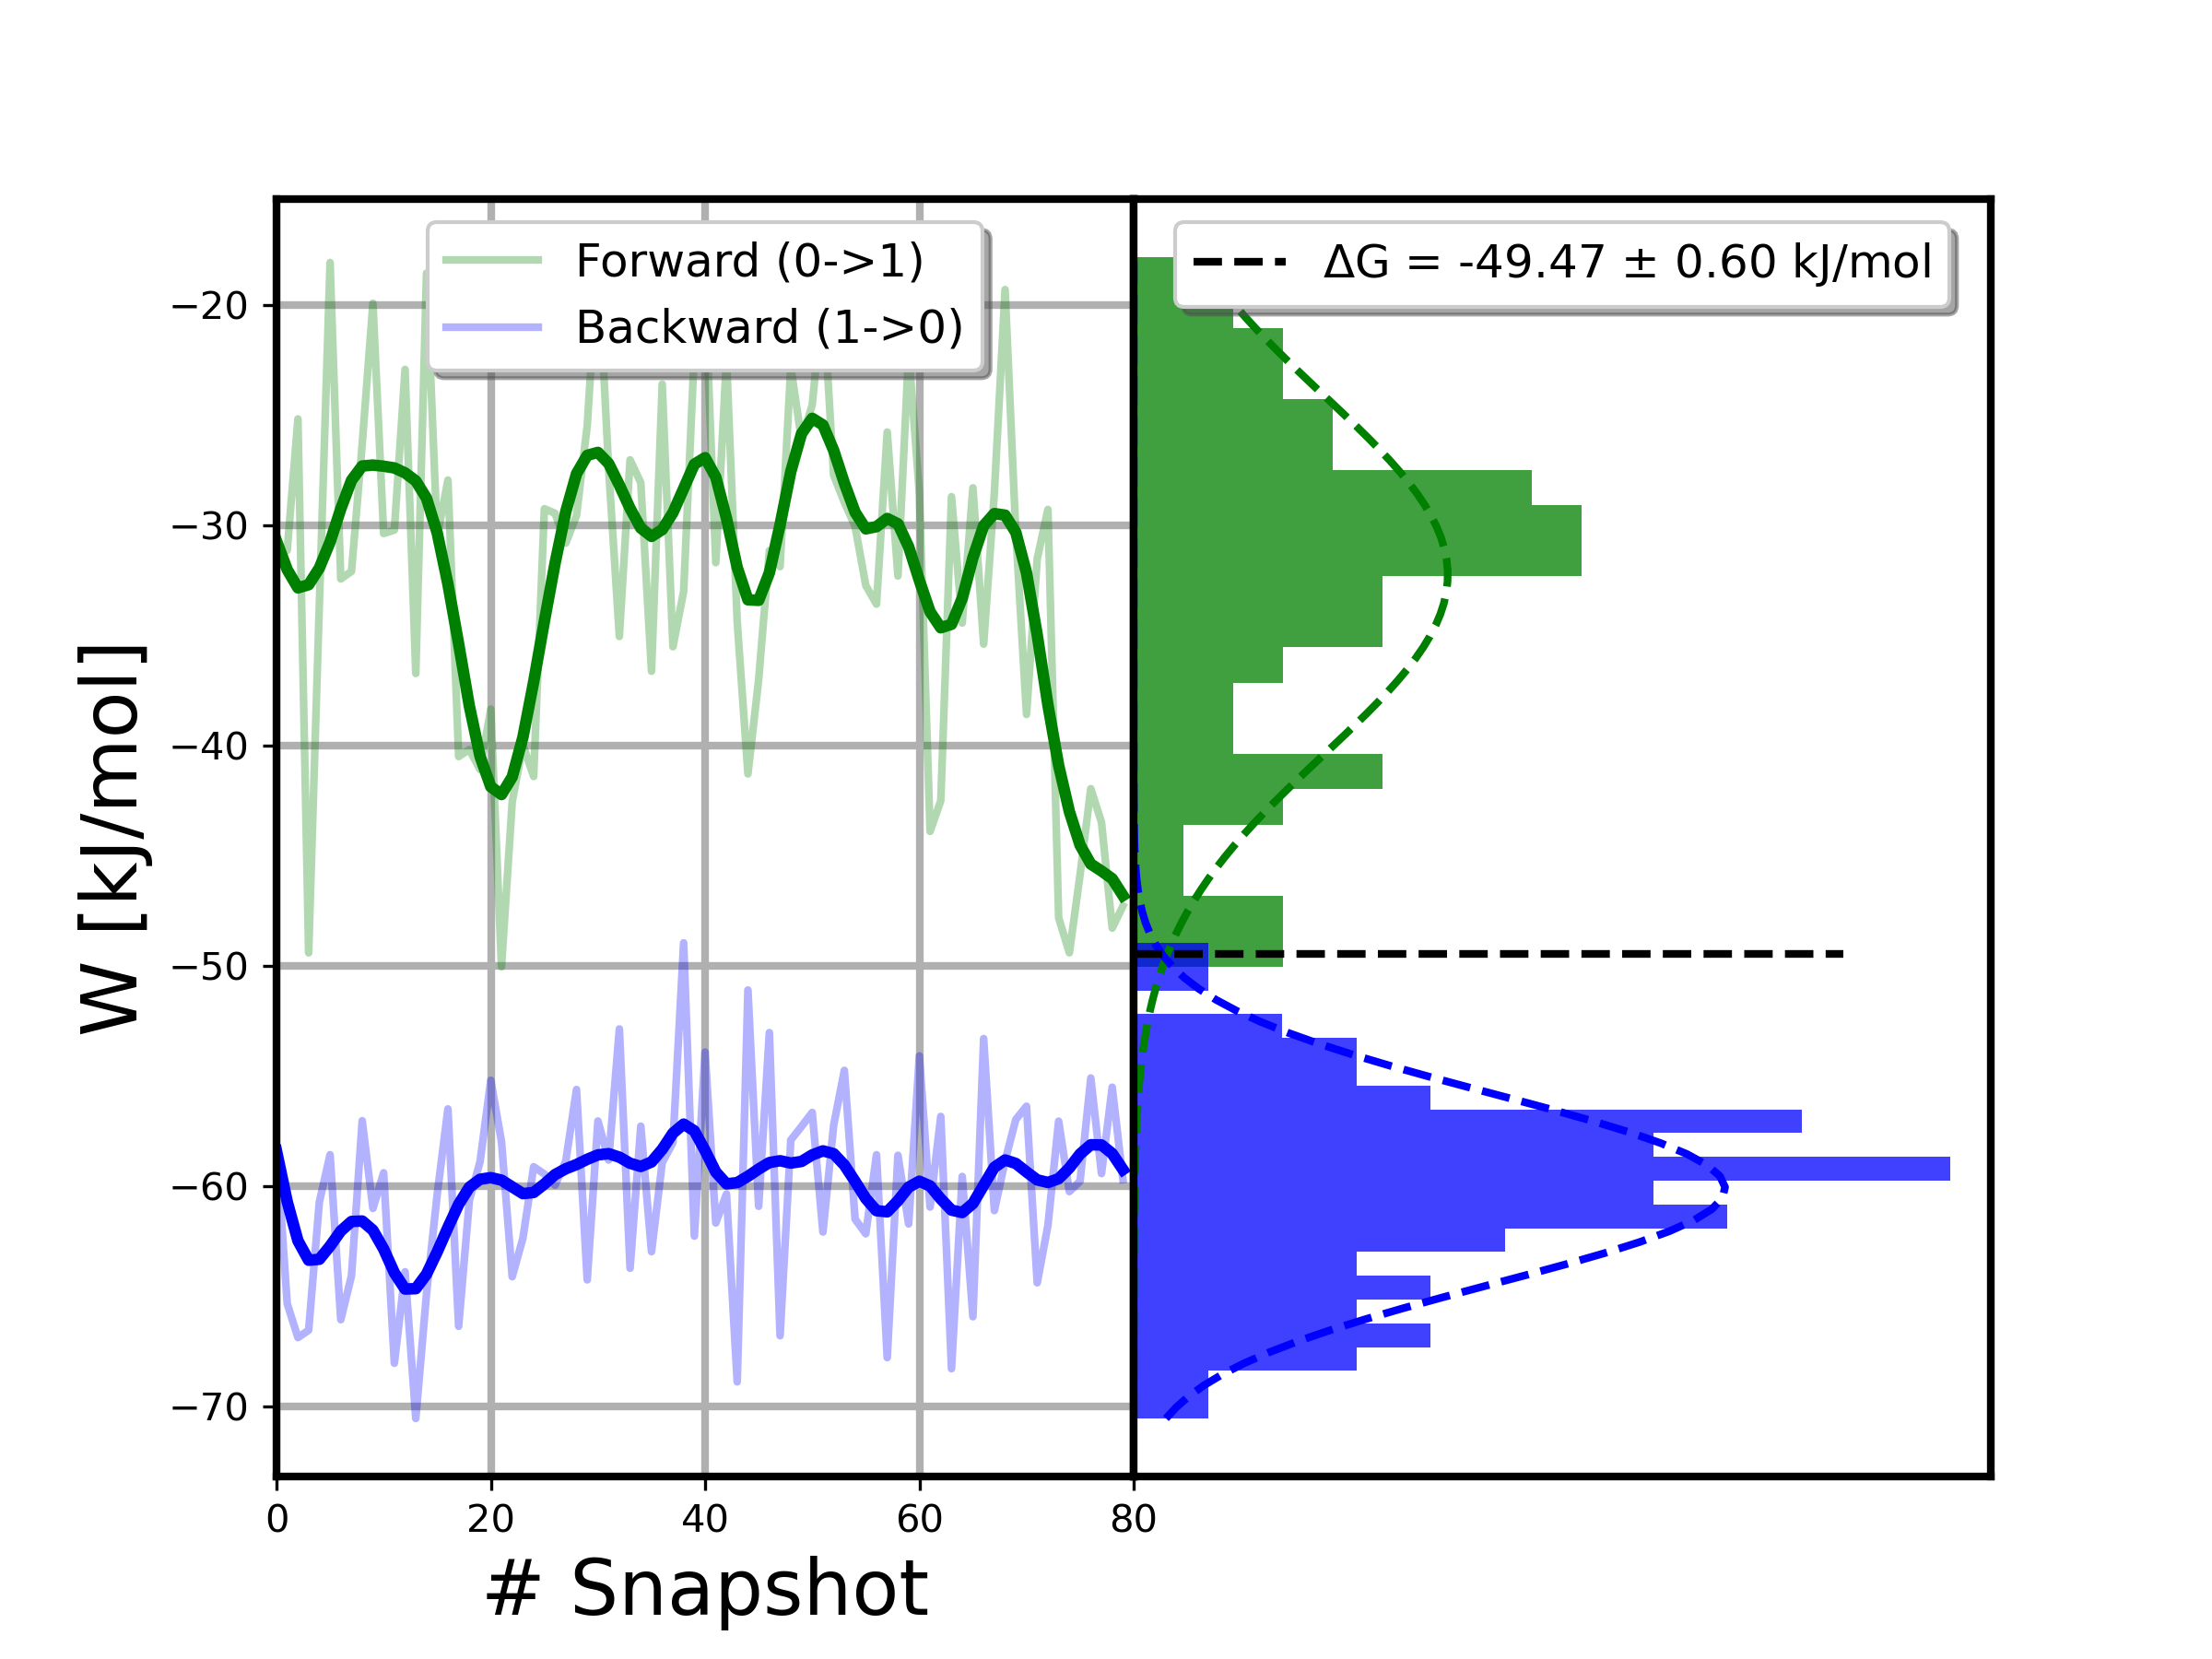 Forward (0->1)
Backward (1->0)
ΔG = -49.47 ± 0.60 kJ/mol
−20
−30
−40
−50
−60
−70
W [kJ/mol]
0 20 40 60 80
# Snapshot